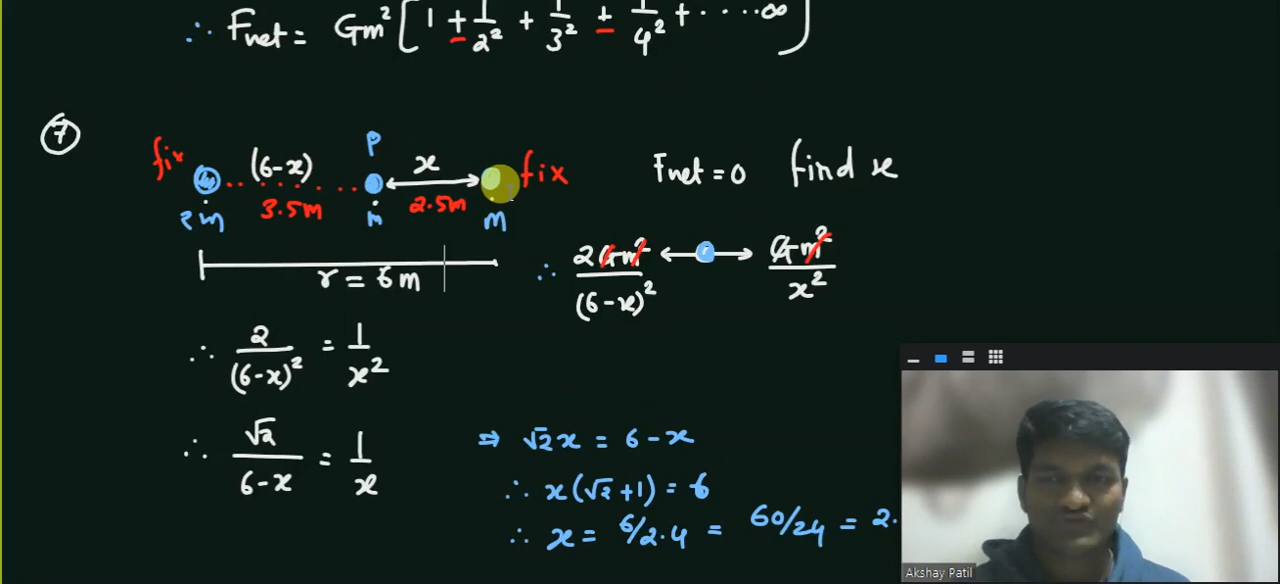 ∴ Fnet = Gm² [ 1 + 1/2² + 1/3² + 1/4² + ....∞ )
7
fix (6-x) P x fix Fnet = 0 find x
3.5m 2.5m
2m m m
r = 6m
∴ 2Gm²/(6-x)² ⟷ Gm²/x²
∴ 2/(6-x)² = 1/x²
∴ √2/6-x = 1/x
⇒ √2x = 6-x
∴ x(√2+1) = 6
∴ x = 6/2.4 = 60/24 = 2.
Akshay Patil